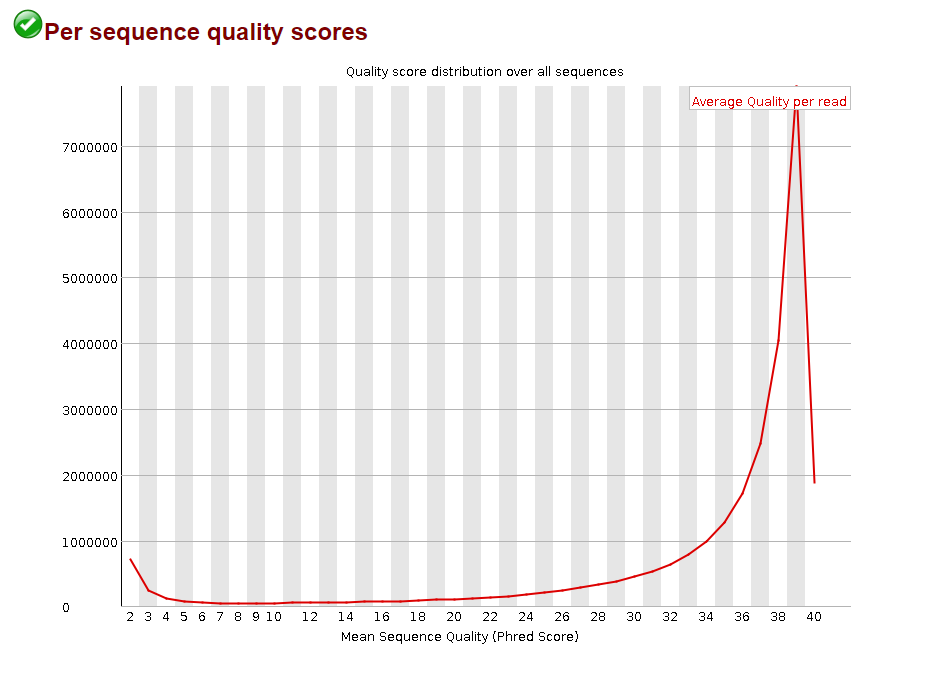 Per sequence quality scores
Quality score distribution over all sequences
Average Quality per read
7000000
6000000
5000000
4000000
3000000
2000000
1000000
0
2 3 4 5 6 7 8 9 10 12 14 16 18 20 22 24 26 28 30 32 34 36 38 40
Mean Sequence Quality (Phred Score)